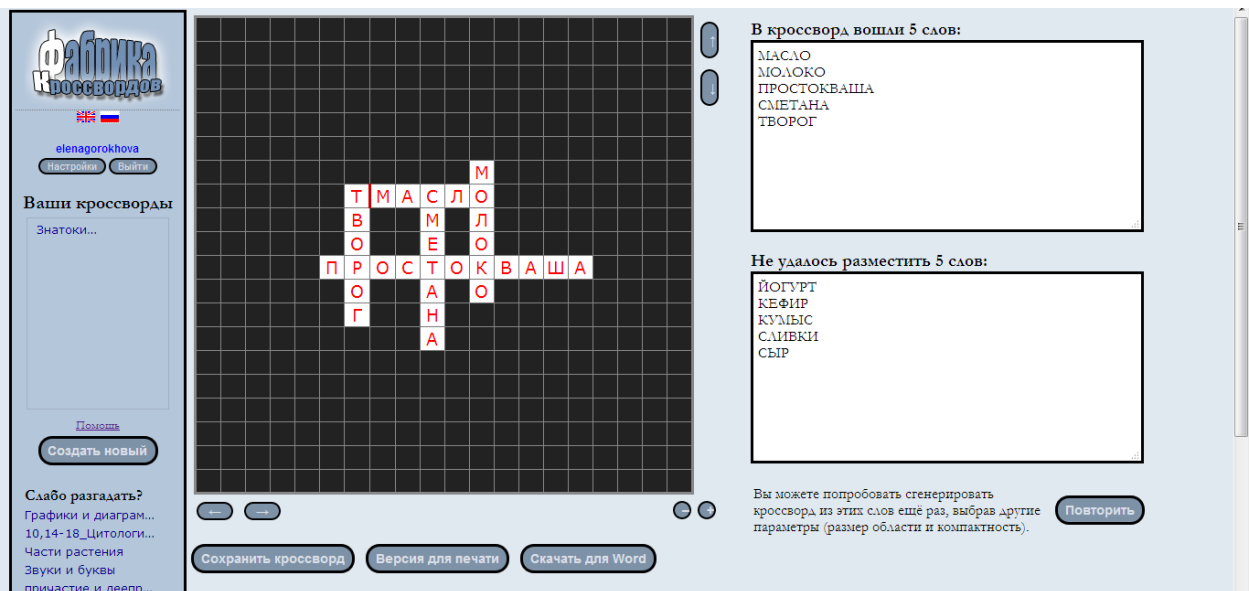 Фабрика
Кроссвордов
elenagorokhova
Настройки
Выйти
Ваши кроссворды
Знатоки...
Помощь
Создать новый
Слабо разгадать?
Графики и диаграм...
10,14-18_Цитологи...
Части растения
Звуки и буквы
причастие и дееpr...
↑
↓
М
Т М А С Л О
В М Л
О Е О
П Р О С Т О К В А Ш А
О А О
Г Н
А
←
→
-
+
Сохранить кроссворд
Версия для печати
Скачать для Word
В кроссворд вошли 5 слов:
МАСЛО
МОЛОКО
ПРОСТОКВАША
СМЕТАНА
ТВОРОГ
Не удалось разместить 5 слов:
ЙОГУРТ
КЕФИР
КУМЫС
СЛИВКИ
СЫР
Вы можете попробовать сгенерировать
кроссворд из этих слов ещё раз, выбрав другие
параметры (размер области и компактность).
Повторить